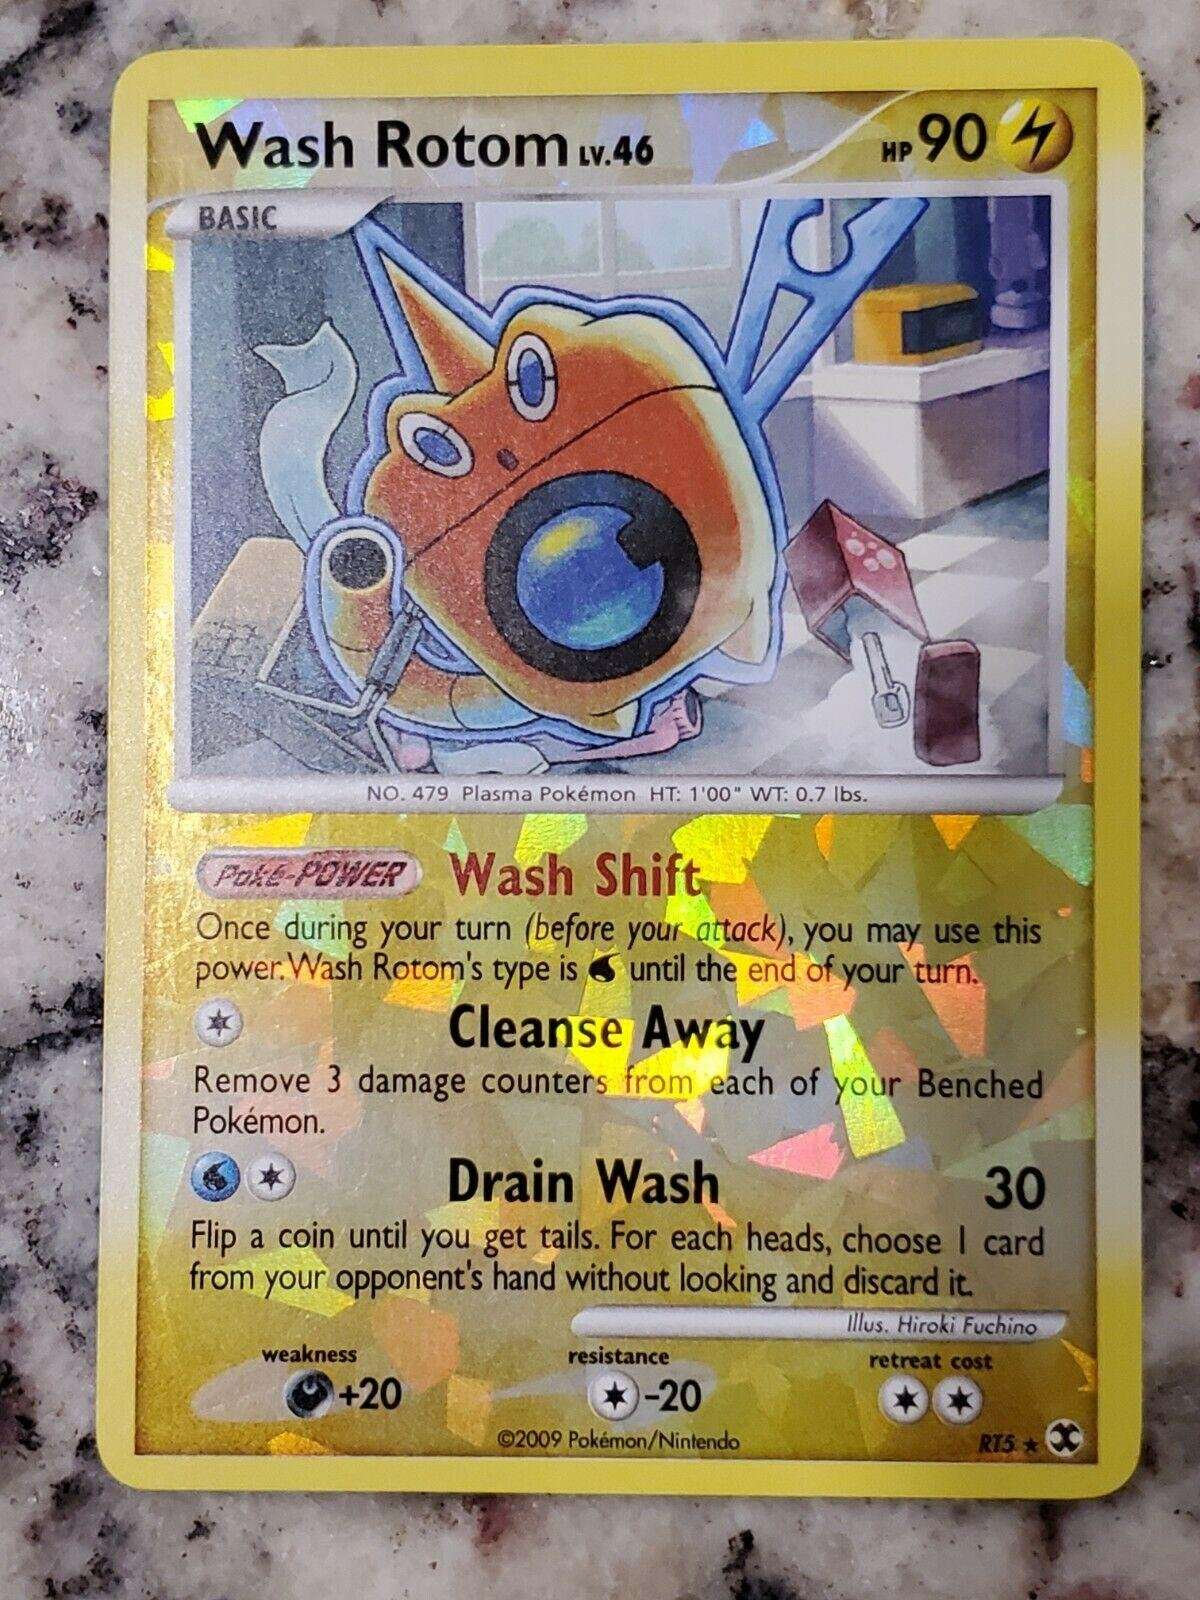 Wash Rotom LV.46 HP 90
BASIC
NO. 479 Plasma Pokémon HT: 1'00" WT: 0.7 lbs.
Poké-POWER Wash Shift
Once during your turn (before your attack), you may use this
power. Wash Rotom's type is until the end of your turn.
Cleanse Away
Remove 3 damage counters from each of your Benched
Pokémon.
Drain Wash 30
Flip a coin until you get tails. For each heads, choose 1 card
from your opponent's hand without looking and discard it.
Illus. Hiroki Fuchino
weakness resistance retreat cost
+20 -20
©2009 Pokémon/Nintendo RT5